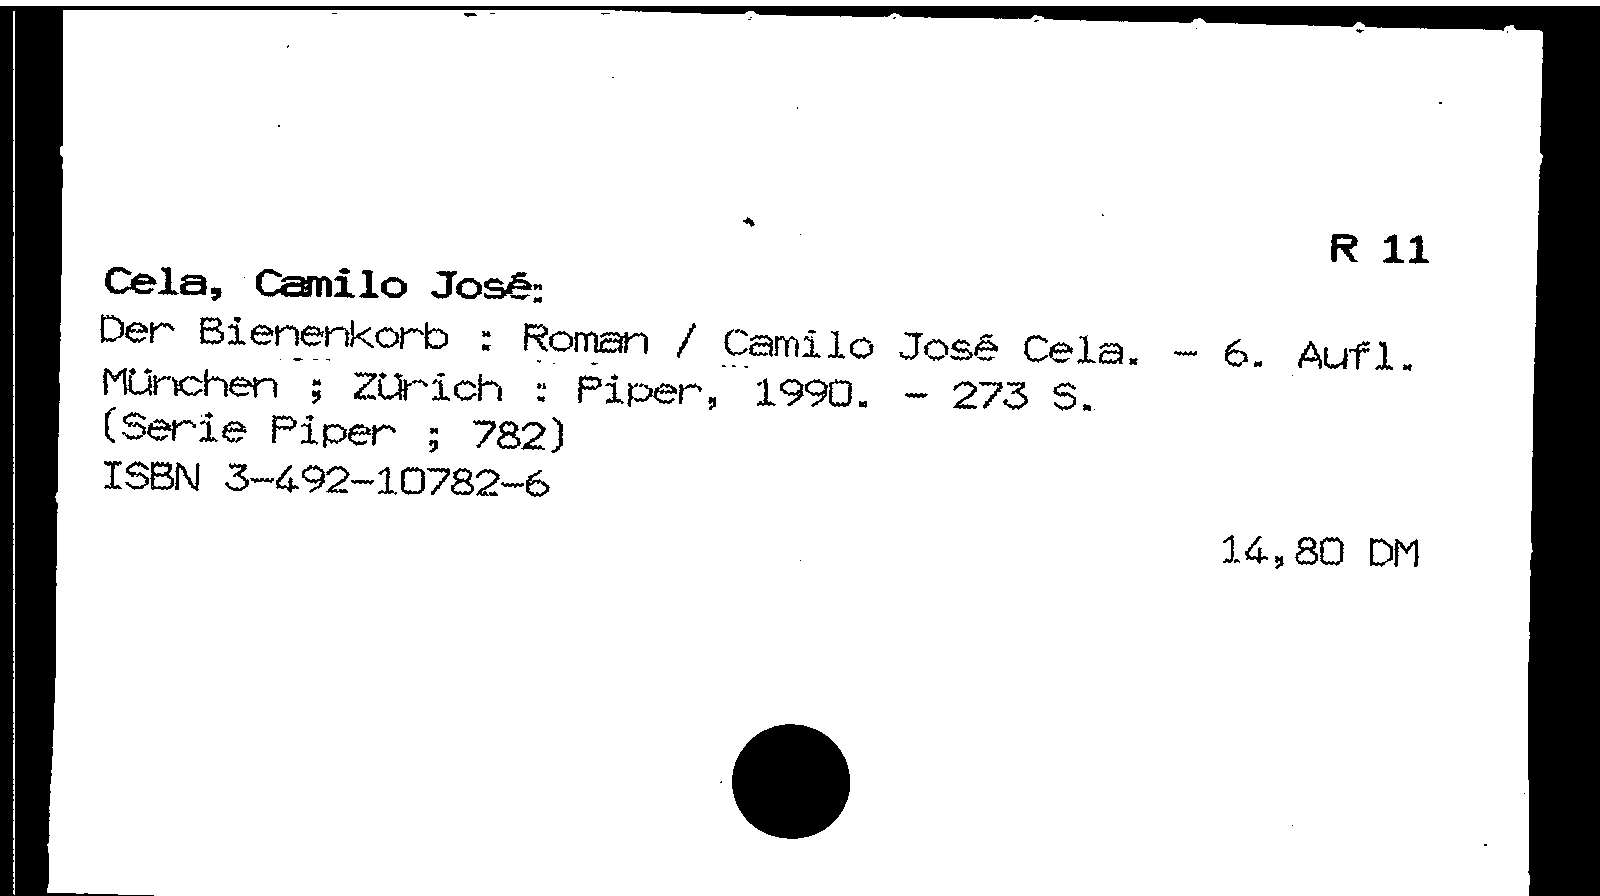 R 11
Cela, Camilo José:
Der Bienenkorb : Roman / Camilo José Cela. - 6. Aufl.
München ; Zürich : Piper, 1990. - 273 S.
(Serie Piper ; 782)
ISBN 3-492-10782-6
14,80 DM